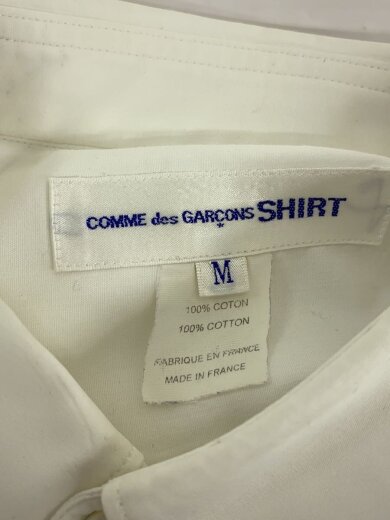 COMME des GARÇONS SHIRT
*
M
100% COTON
100% COTTON
FABRIQUE EN FRANCE
MADE IN FRANCE